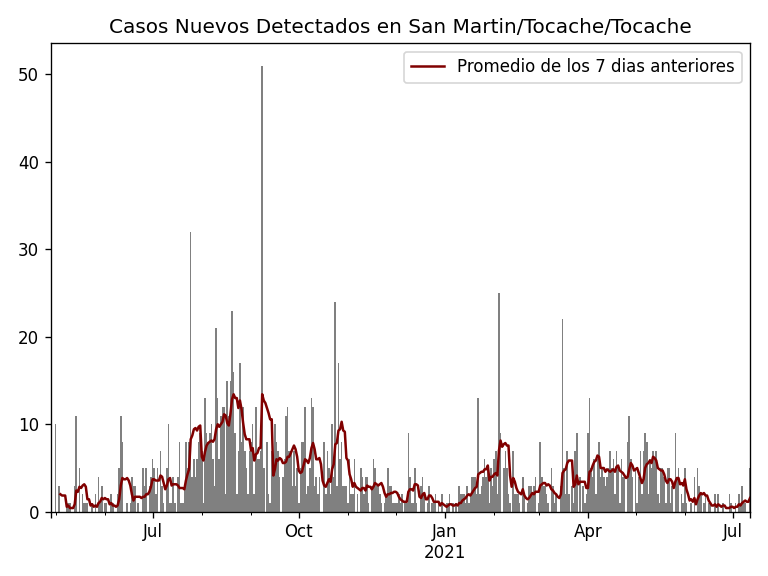 Casos Nuevos Detectados en San Martin/Tocache/Tocache
Promedio de los 7 dias anteriores
50
40
30
20
10
0
Jul
Oct
Jan
2021
Apr
Jul